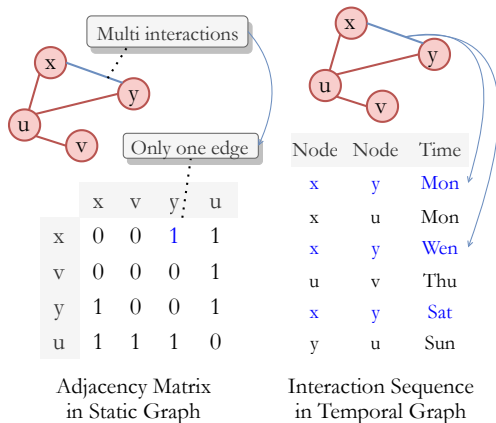 x
Multi interactions
y
u
v
Only one edge
x v y u
x 0 0 1 1
v 0 0 0 1
y 1 0 0 1
u 1 1 1 0
Adjacency Matrix
in Static Graph
x
y
u
v
Node Node Time
x y Mon
x u Mon
x y Wen
u v Thu
x y Sat
y u Sun
Interaction Sequence
in Temporal Graph